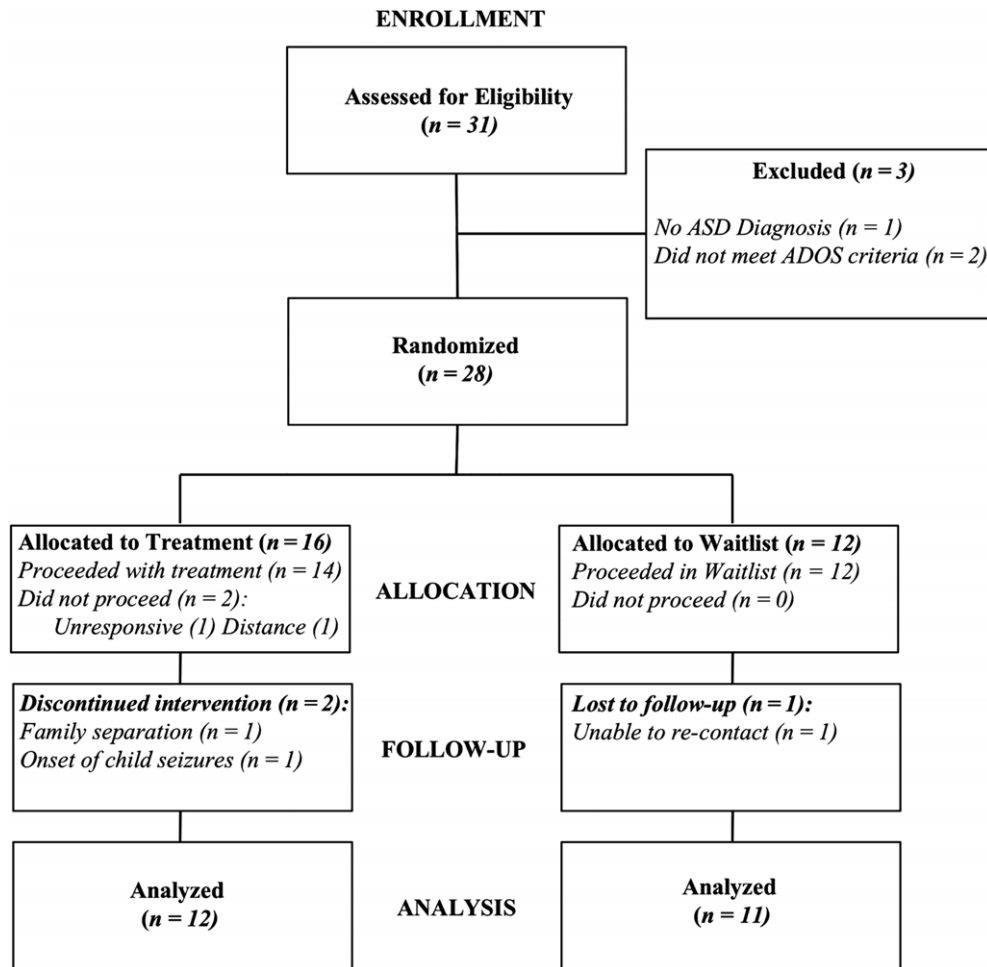 ENROLLMENT
Assessed for Eligibility
(n = 31)
Excluded (n = 3)
No ASD Diagnosis (n = 1)
Did not meet ADOS criteria (n = 2)
Randomized
(n = 28)
Allocated to Treatment (n = 16)
Proceeded with treatment (n = 14)
Did not proceed (n = 2):
Unresponsive (1) Distance (1)
ALLOCATION
Allocated to Waitlist (n = 12)
Proceeded in Waitlist (n = 12)
Did not proceed (n = 0)
Discontinued intervention (n = 2):
Family separation (n = 1)
Onset of child seizures (n = 1)
FOLLOW-UP
Lost to follow-up (n = 1):
Unable to re-contact (n = 1)
Analyzed
(n = 12)
ANALYSIS
Analyzed
(n = 11)